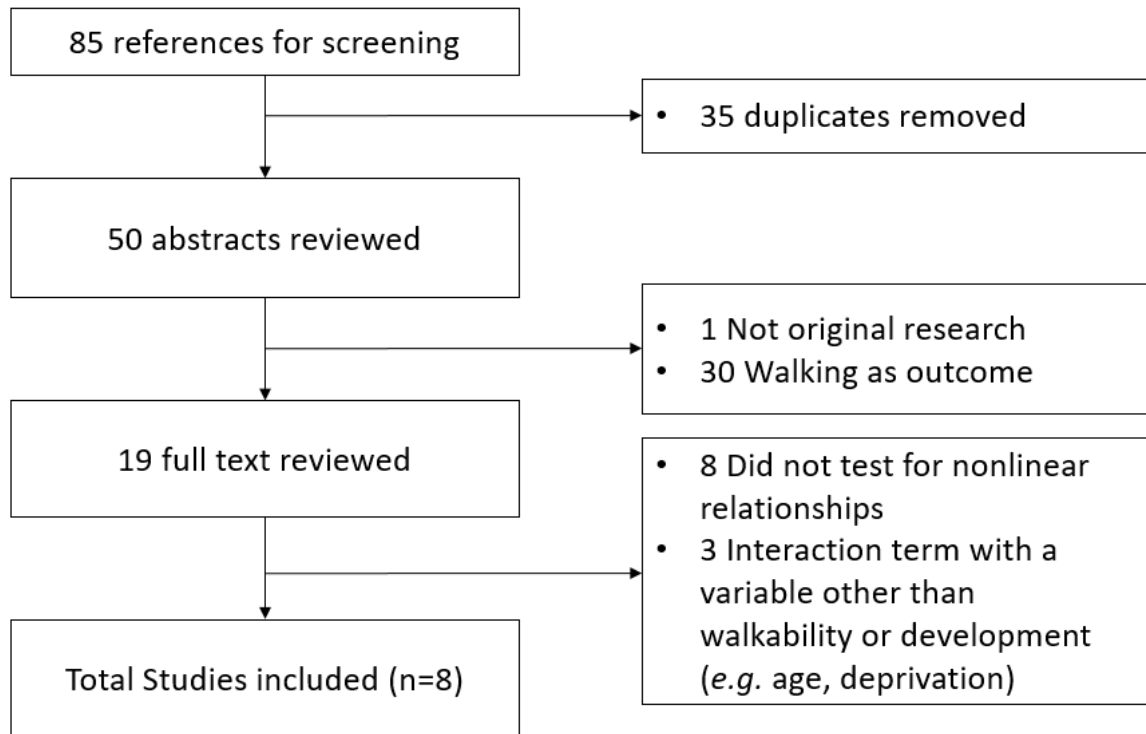 85 references for screening
• 35 duplicates removed
50 abstracts reviewed
• 1 Not original research
• 30 Walking as outcome
19 full text reviewed
• 8 Did not test for nonlinear
relationships
• 3 Interaction term with a
variable other than
walkability or development
(e.g. age, deprivation)
Total Studies included (n=8)